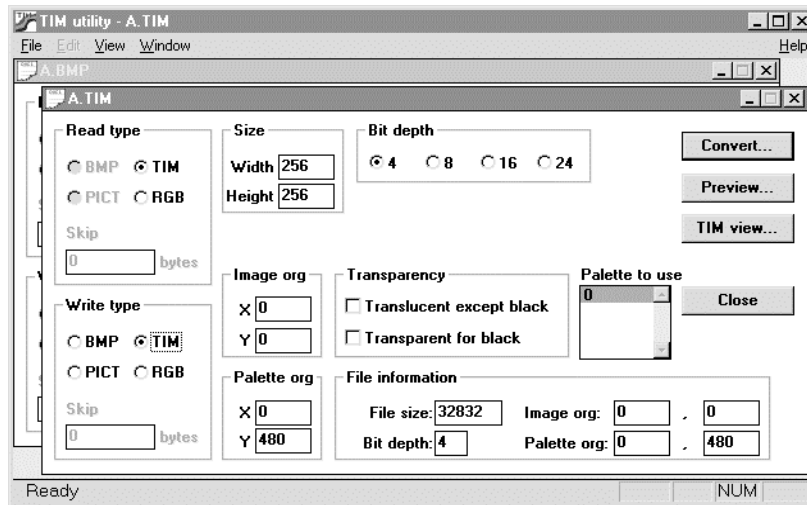 TIM utility - A.TIM
File Edit View Window Help
A.BMP
A.TIM
Read type
BMP TIM
PICT RGB
Skip
0 bytes
Size
Width 256
Height 256
Bit depth
4 8 16 24
Convert...
Preview...
TIM view...
Close
Write type
BMP TIM
PICT RGB
Skip
0 bytes
Image org
X 0
Y 0
Transparency
Translucent except black
Transparent for black
Palette to use
0
Palette org
X 0
Y 480
File information
File size: 32832 Image org: 0 , 0
Bit depth: 4 Palette org: 0 , 480
Ready NUM